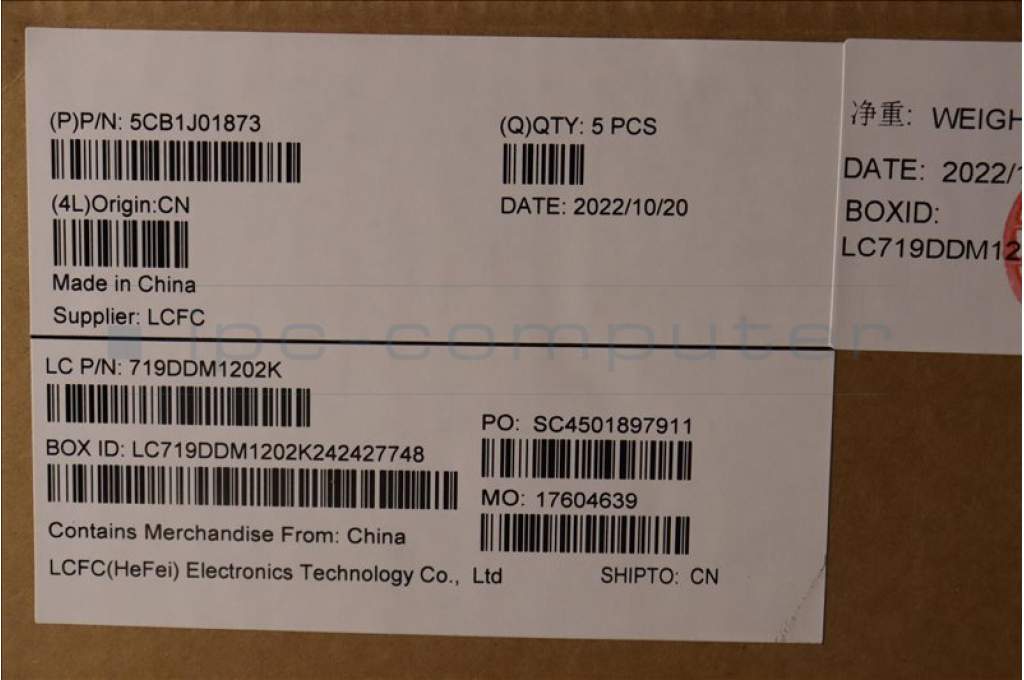 (P)P/N: 5CB1J01873
(Q)QTY: 5 PCS
(4L)Origin:CN
DATE: 2022/10/20
Made in China
Supplier: LCFC
ipc-computer
LC P/N: 719DDM1202K
PO: SC4501897911
BOX ID: LC719DDM1202K242427748
MO: 17604639
Contains Merchandise From: China
LCFC(HeFei) Electronics Technology Co., Ltd
SHIPTO: CN
净重:
DATE: 2022/
BOXID:
LC719DDM12